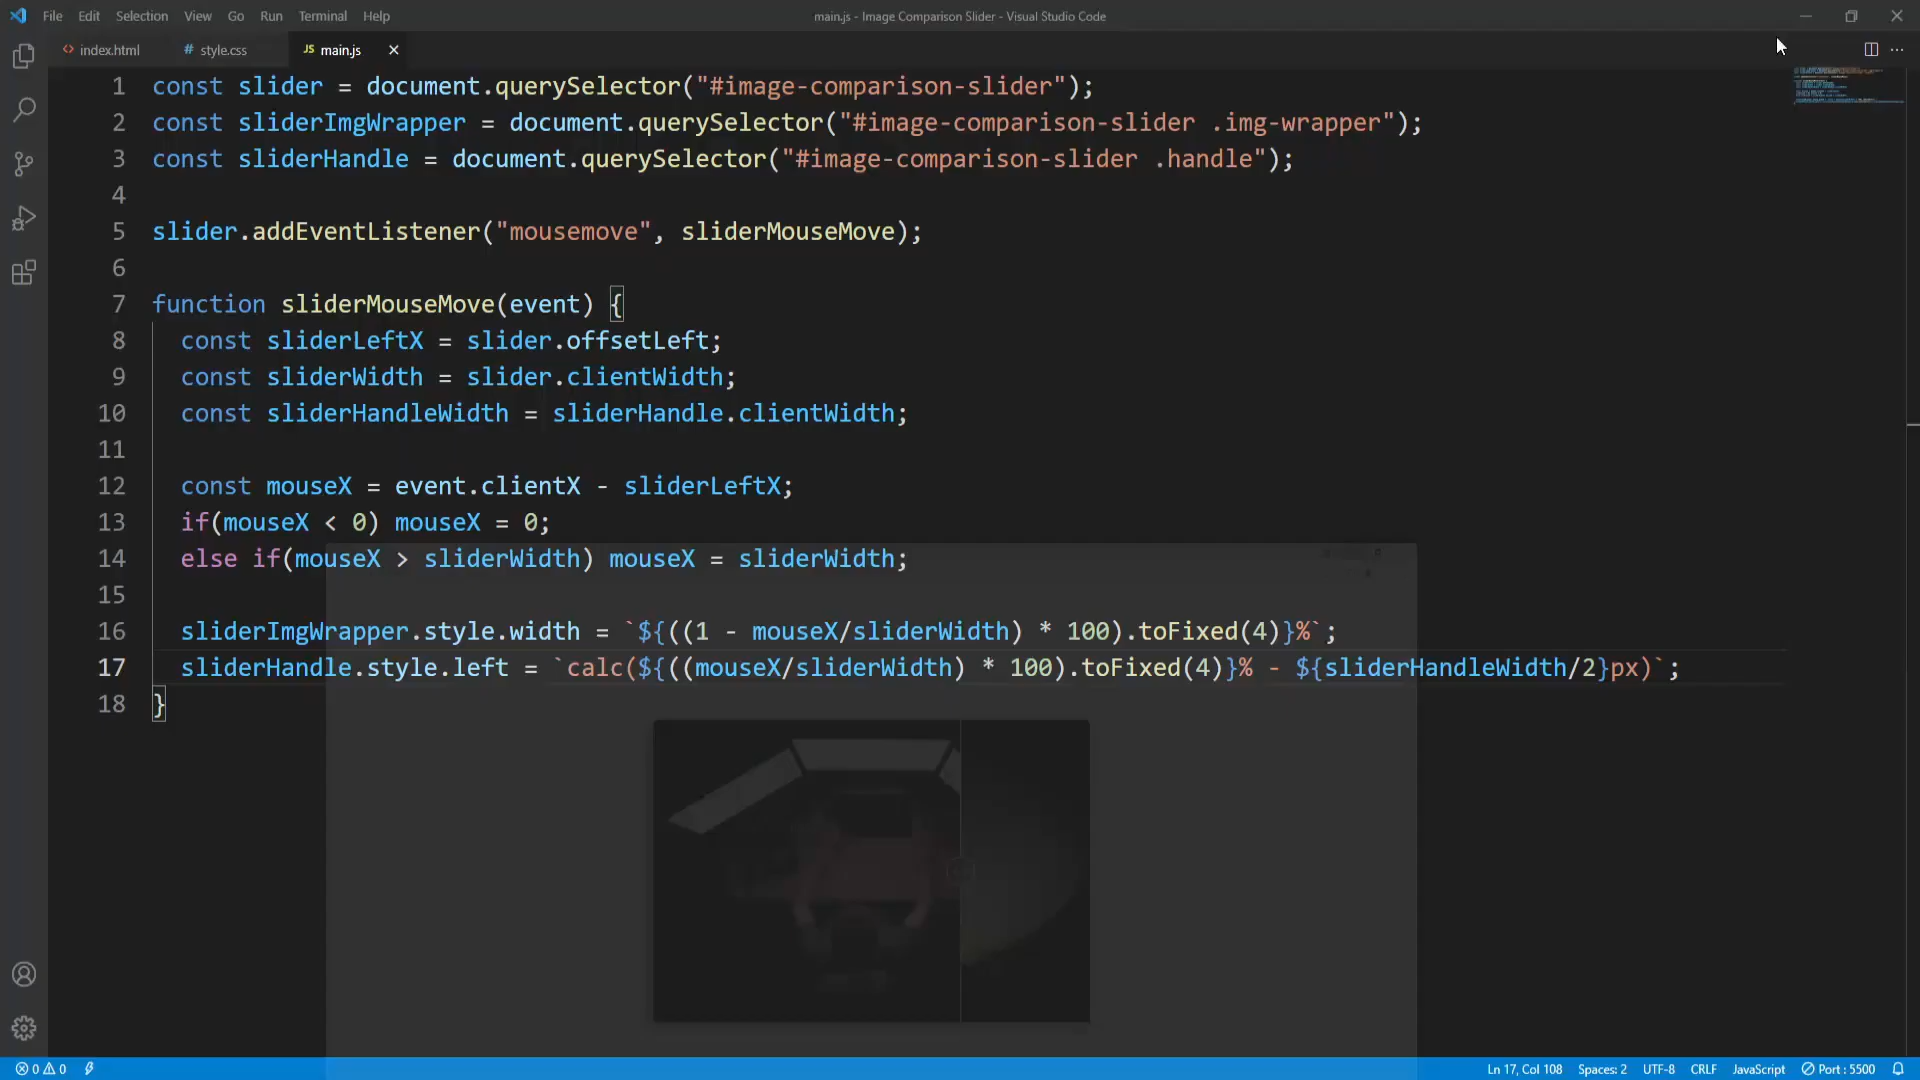 File Edit Selection View Go Run Terminal Help
main.js - Image Comparison Slider - Visual Studio Code
<> index.html # style.css JS main.js
1 const slider = document.querySelector("#image-comparison-slider");
2 const sliderImgWrapper = document.querySelector("#image-comparison-slider .img-wrapper");
3 const sliderHandle = document.querySelector("#image-comparison-slider .handle");
4
5 slider.addEventListener("mousemove", sliderMouseMove);
6
7 function sliderMouseMove(event) {
8 const sliderLeftX = slider.offsetLeft;
9 const sliderWidth = slider.clientWidth;
10 const sliderHandleWidth = sliderHandle.clientWidth;
11
12 const mouseX = event.clientX - sliderLeftX;
13 if(mouseX < 0) mouseX = 0;
14 else if(mouseX > sliderWidth) mouseX = sliderWidth;
15
16 sliderImgWrapper.style.width = `${((1 - mouseX/sliderWidth) * 100).toFixed(4)}%`;
17 sliderHandle.style.left = `calc(${((mouseX/sliderWidth) * 100).toFixed(4)}% - ${sliderHandleWidth/2}px)`;
18 }
0 0 Ln 17, Col 108 Spaces: 2 UTF-8 CRLF JavaScript Port : 5500